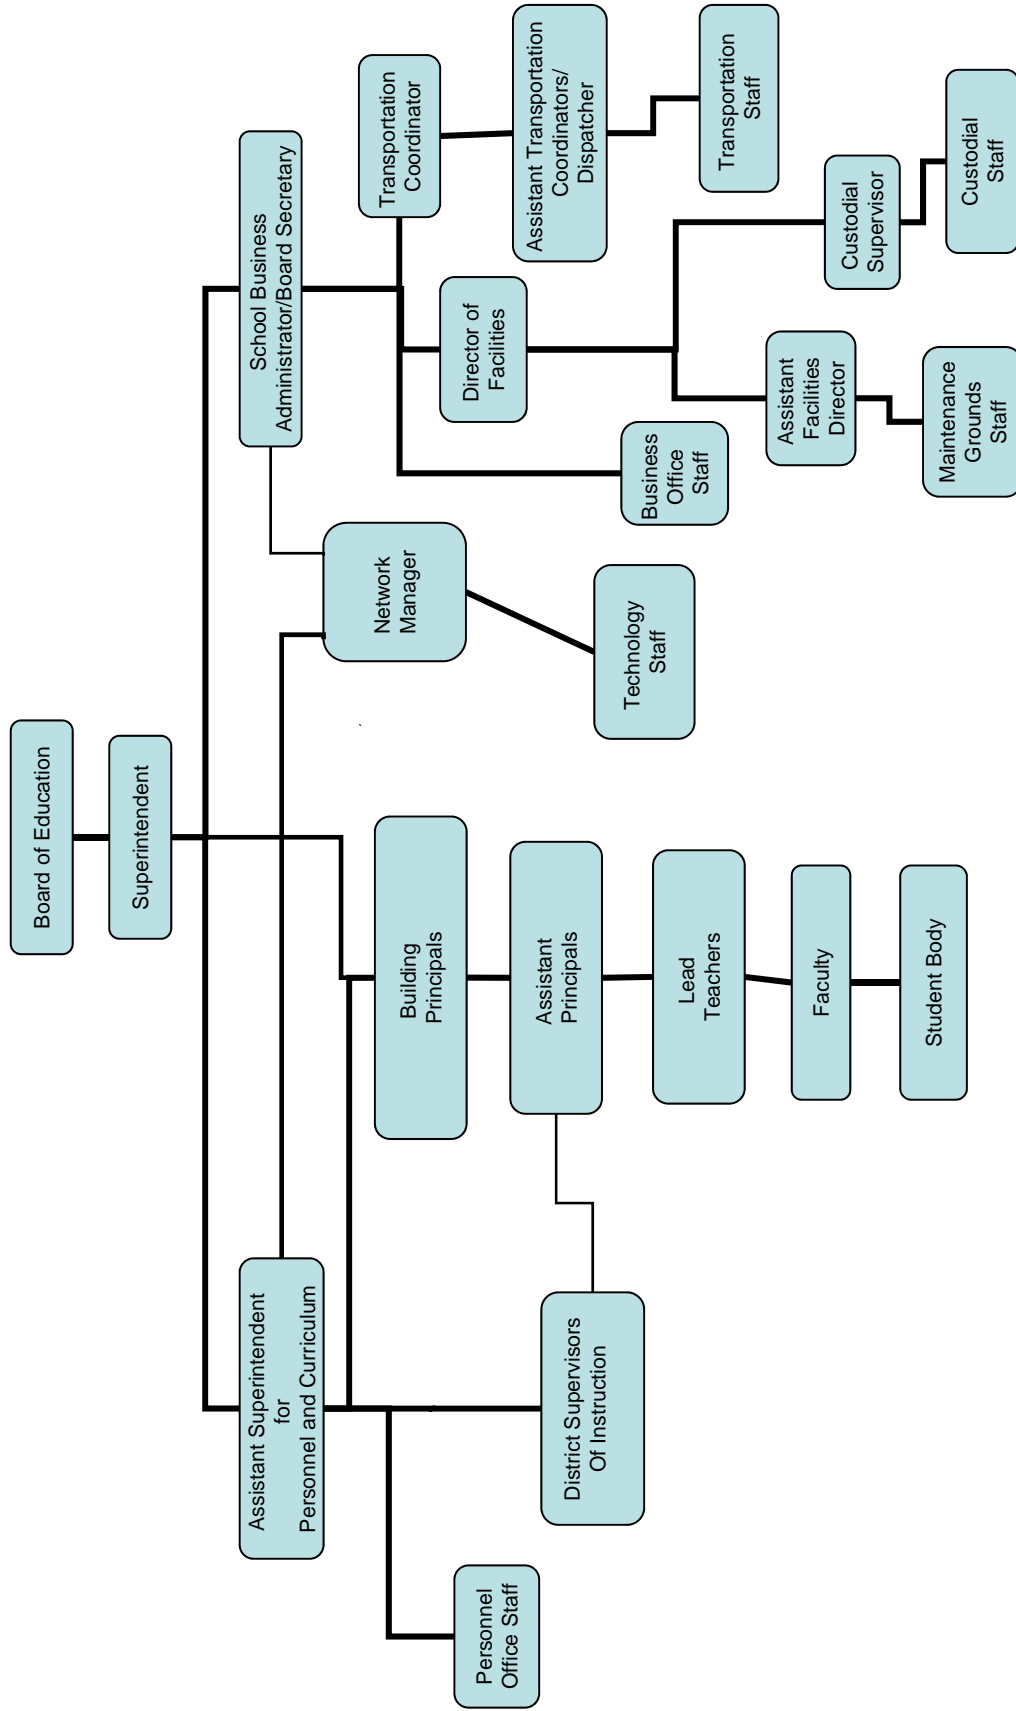 Board of Education
Superintendent
Assistant Superintendent
for
Personnel and Curriculum
School Business
Administrator/Board Secretary
Network
Manager
Transportation
Coordinator
Building
Principals
Director of
Facilities
Personnel
Office Staff
Assistant
Principals
Assistant Transportation
Coordinators/
Dispatcher
District Supervisors
Of Instruction
Technology
Staff
Business
Office
Staff
Lead
Teachers
Transportation
Staff
Assistant
Facilities
Director
Faculty
Custodial
Supervisor
Student Body
Maintenance
Grounds
Staff
Custodial
Staff